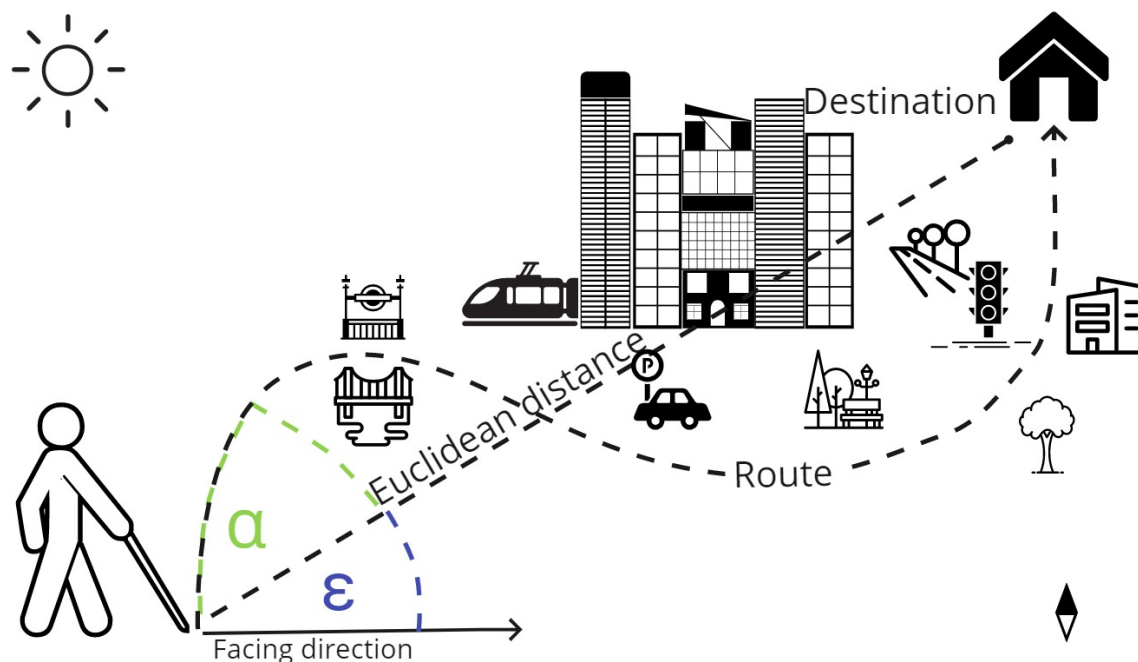 Destination
Euclidean distance
P
Route
α
ε
Facing direction